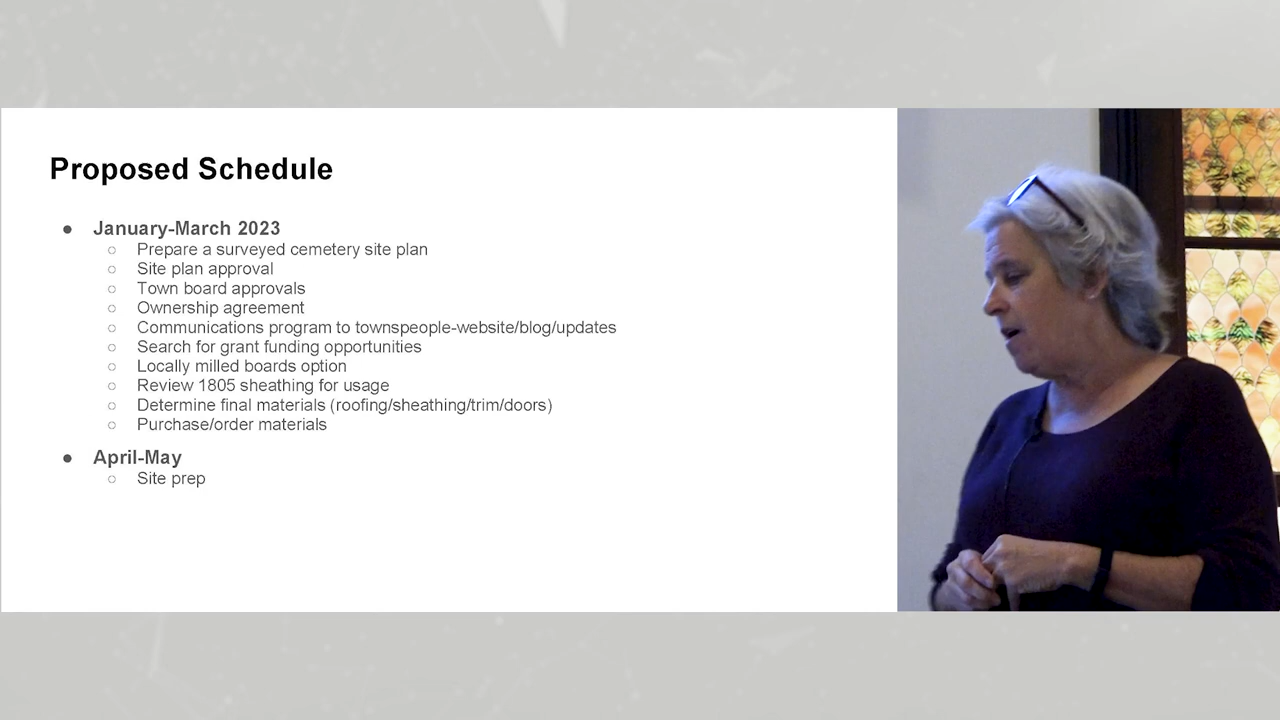 Proposed Schedule
● January-March 2023
○ Prepare a surveyed cemetery site plan
○ Site plan approval
○ Town board approvals
○ Ownership agreement
○ Communications program to townspeople-website/blog/updates
○ Search for grant funding opportunities
○ Locally milled boards option
○ Review 1805 sheathing for usage
○ Determine final materials (roofing/sheathing/trim/doors)
○ Purchase/order materials
● April-May
○ Site prep